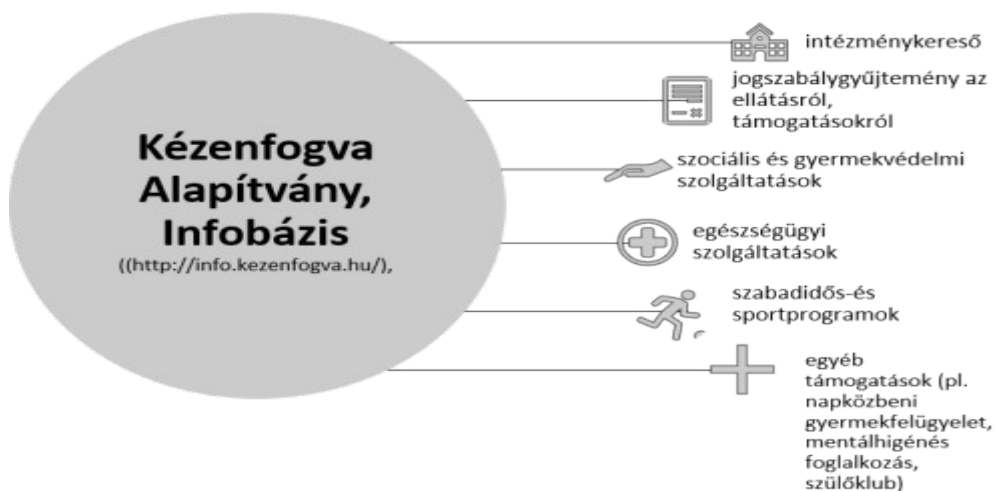 Kézenfogva
Alapítvány,
Infobázis
((http://info.kezenfogva.hu/),
intézménykereső
jogszabálygyűjtemény az
ellátásról,
támogatásokról
szociális és gyermekvédelmi
szolgáltatások
egészségügyi
szolgáltatások
szabadidős-és
sportprogramok
egyéb
támogatások (pl.
napközbeni
gyermekfelügyelet,
mentálhigénés
foglalkozás,
szülőklub)